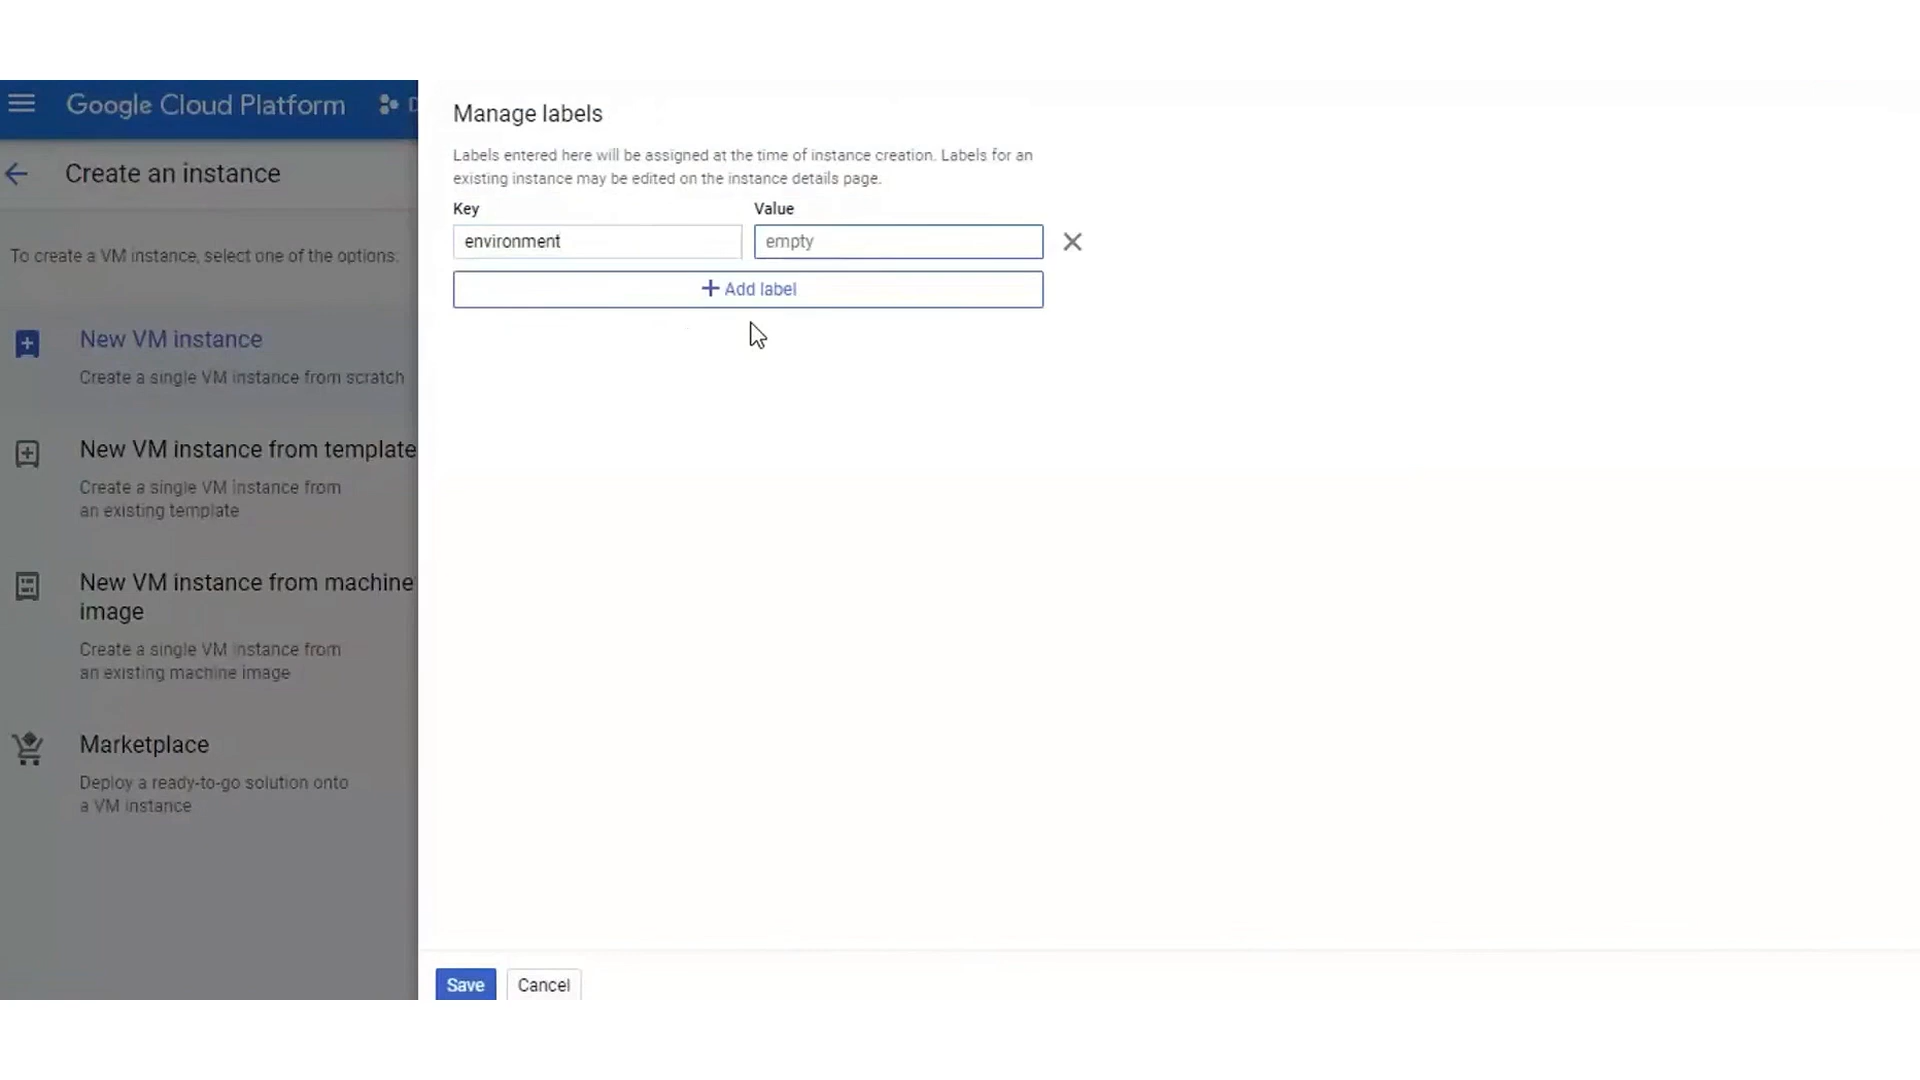 Google Cloud Platform
Create an instance
To create a VM instance, select one of the options:
New VM instance
Create a single VM instance from scratch
New VM instance from template
Create a single VM instance from
an existing template
New VM instance from machine
image
Create a single VM instance from
an existing machine image
Marketplace
Deploy a ready-to-go solution onto
a VM instance
Manage labels
Labels entered here will be assigned at the time of instance creation. Labels for an
existing instance may be edited on the instance details page.
Key Value
environment empty
Add label
Save Cancel